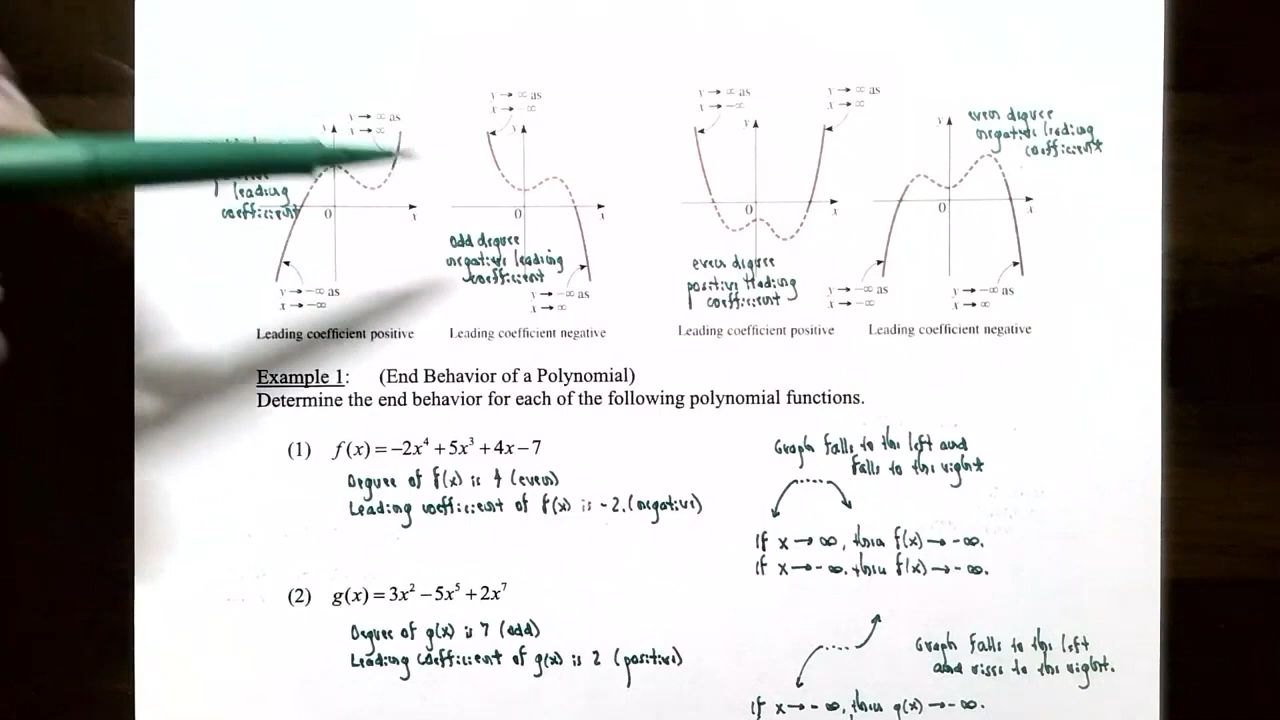 y → ∞ as
x → ∞
y
leading
coefficient
0
x
y → −∞ as
x → −∞
Leading coefficient positive
y → ∞ as
x → −∞
y
0
x
odd degree
negative leading
coefficient
y → −∞ as
x → ∞
Leading coefficient negative
y → ∞ as
x → −∞
y → ∞ as
x → ∞
y
0
x
even degree
positive leading
coefficient
Leading coefficient positive
even degree
negative leading
coefficient
y
0
x
y → −∞ as
x → −∞
y → −∞ as
x → ∞
Leading coefficient negative
Example 1: (End Behavior of a Polynomial)
Determine the end behavior for each of the following polynomial functions.
(1) f(x) = −2x⁴ + 5x³ + 4x − 7
Degree of f(x) is 4 (even)
Leading coefficient of f(x) is -2. (negative)
Graph falls to the left and
falls to the right
If x → ∞, then f(x) → -∞.
If x → -∞, then f(x) → -∞.
(2) g(x) = 3x² − 5x⁵ + 2x⁷
Degree of g(x) is 7 (odd)
Leading coefficient of g(x) is 2 (positive)
Graph falls to the left
and rises to the right.
If x → -∞, then g(x) → -∞.